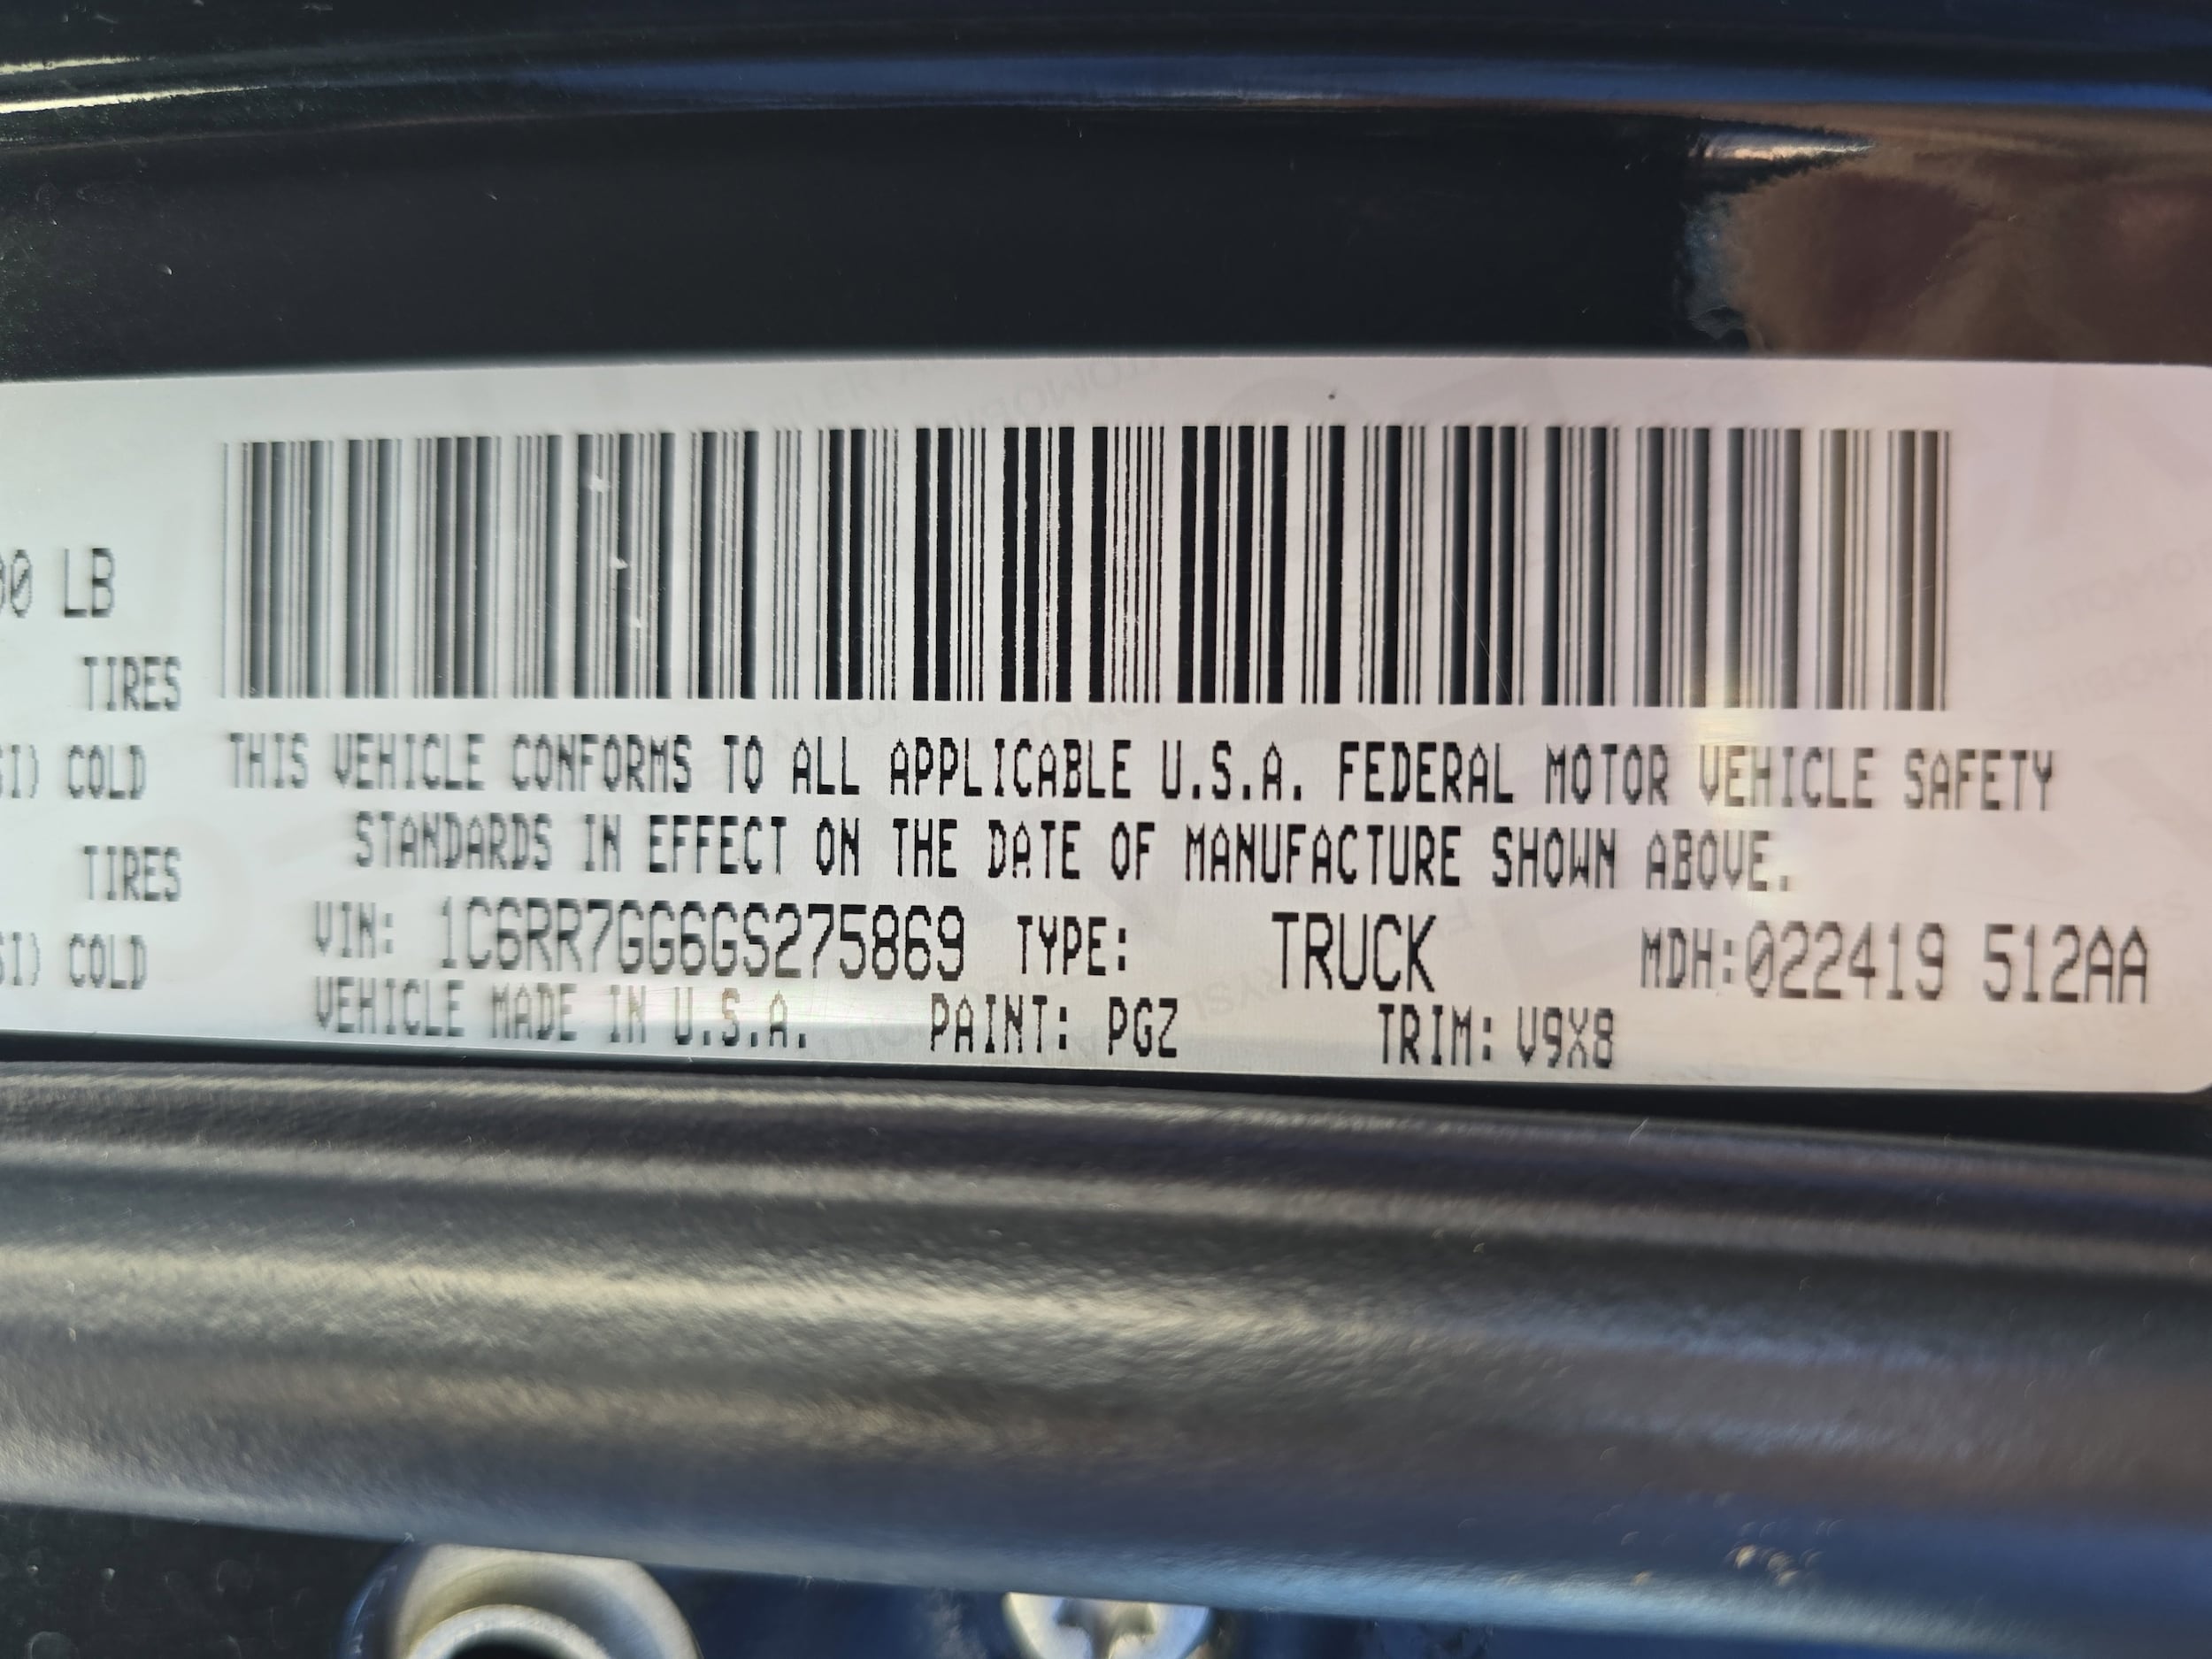 00 LB
TIRES
SI) COLD
TIRES
SI) COLD
THIS VEHICLE CONFORMS TO ALL APPLICABLE U.S.A. FEDERAL MOTOR VEHICLE SAFETY
STANDARDS IN EFFECT ON THE DATE OF MANUFACTURE SHOWN ABOVE.
VIN: 1C6RR7GG6GS275869 TYPE: TRUCK MDH:022419 512AA
VEHICLE MADE IN U.S.A. PAINT: PGZ TRIM: V9X8